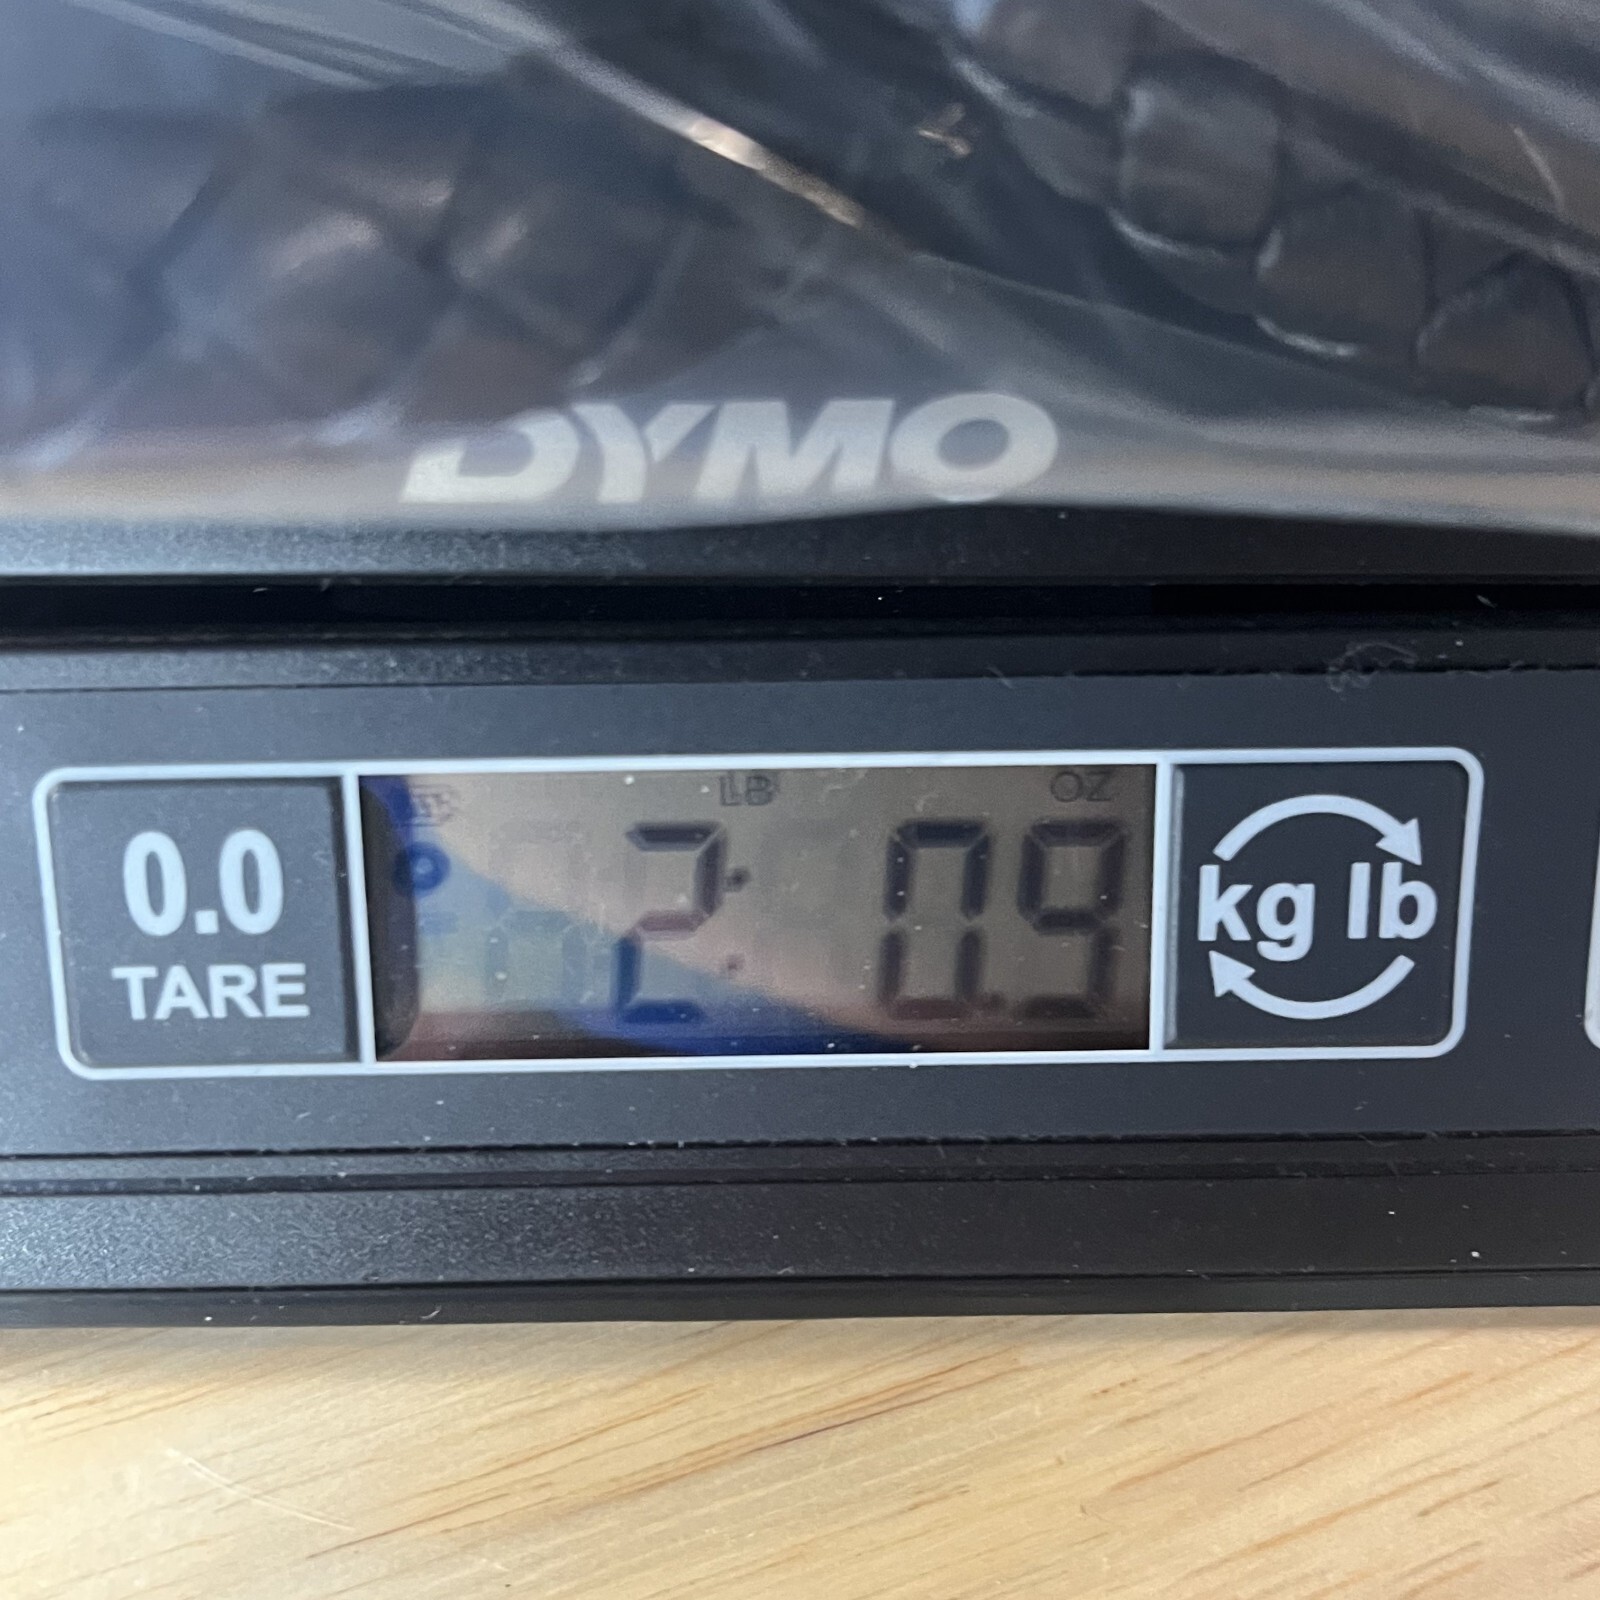 DYMO
LB OZ
2: 0.9
0.0
TARE
kg lb